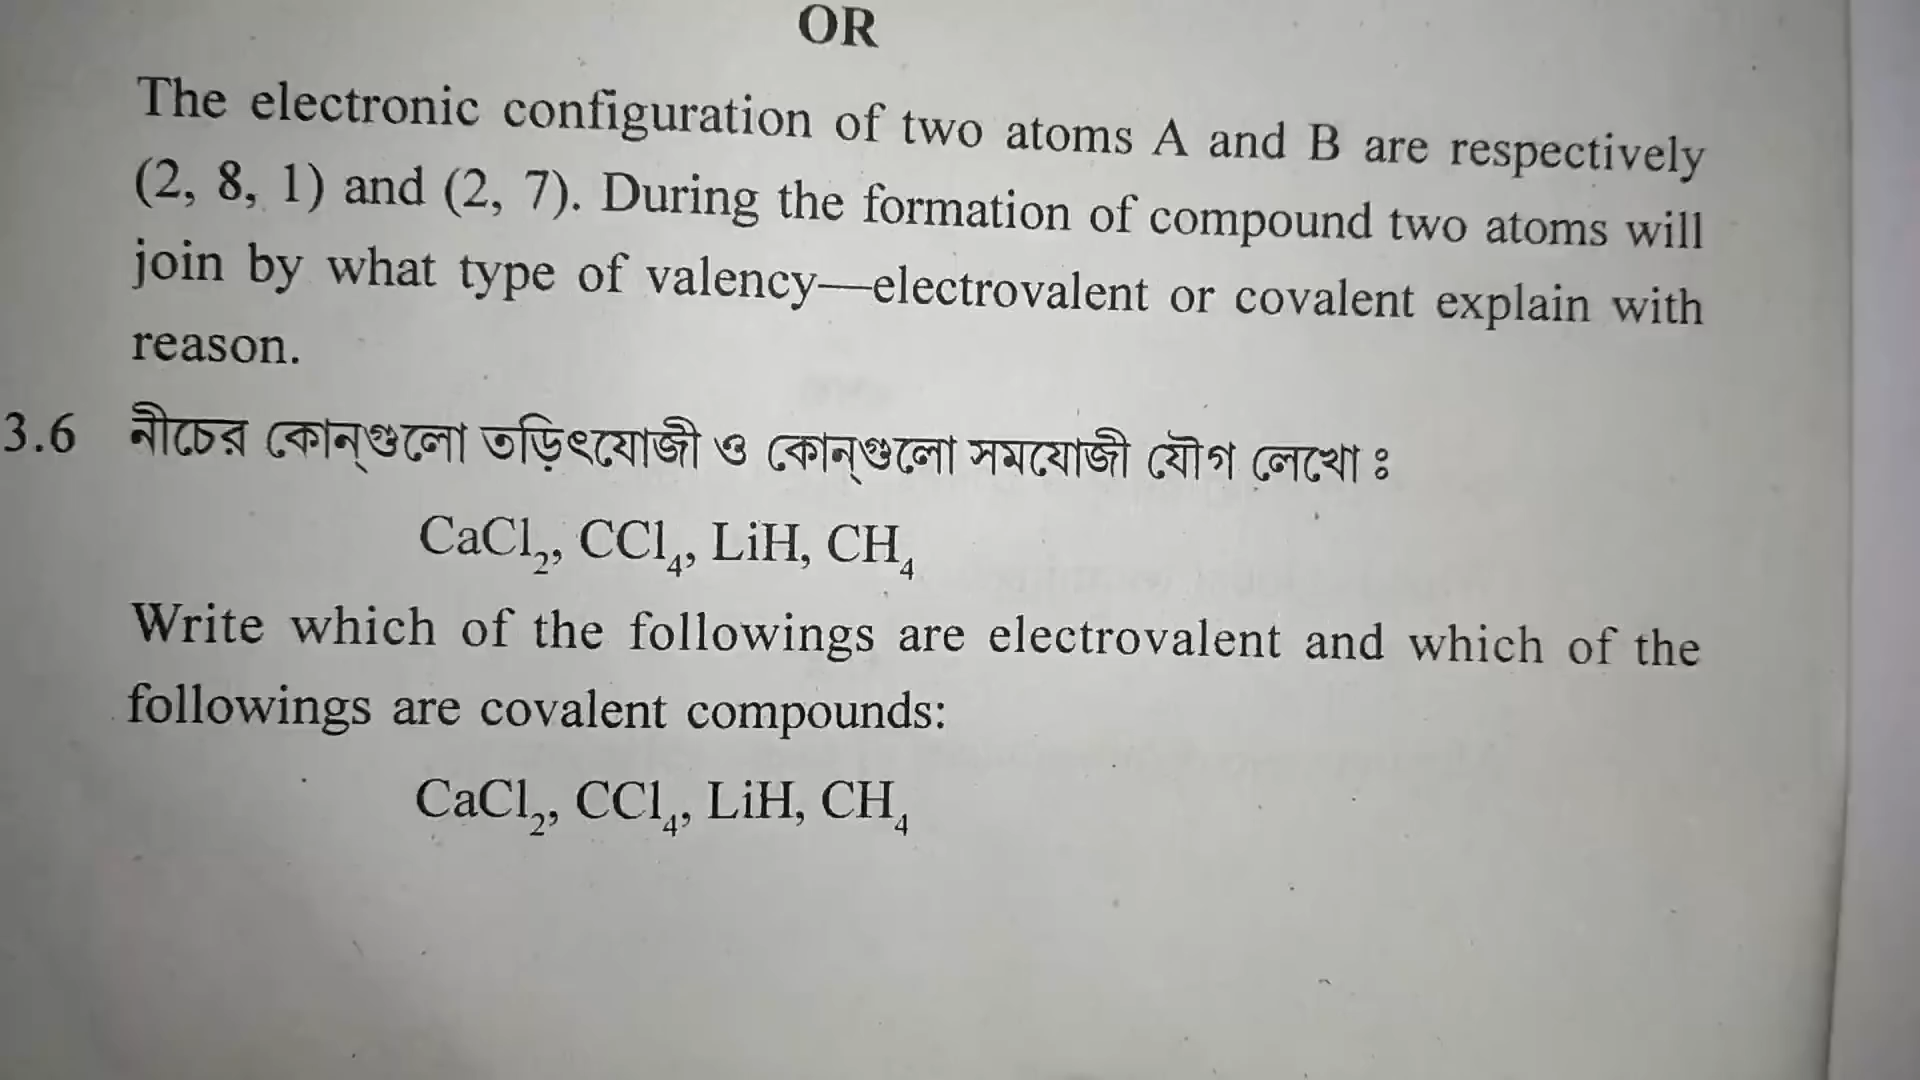 OR
The electronic configuration of two atoms A and B are respectively
(2, 8, 1) and (2, 7). During the formation of compound two atoms will
join by what type of valency—electrovalent or covalent explain with
reason.
3.6 নীচের কোন্‌গুলো তড়িৎযোজী ও কোন্‌গুলো সমযোজী যৌগ লেখো ঃ
CaCl₂, CCl₄, LiH, CH₄
Write which of the followings are electrovalent and which of the
followings are covalent compounds:
CaCl₂, CCl₄, LiH, CH₄